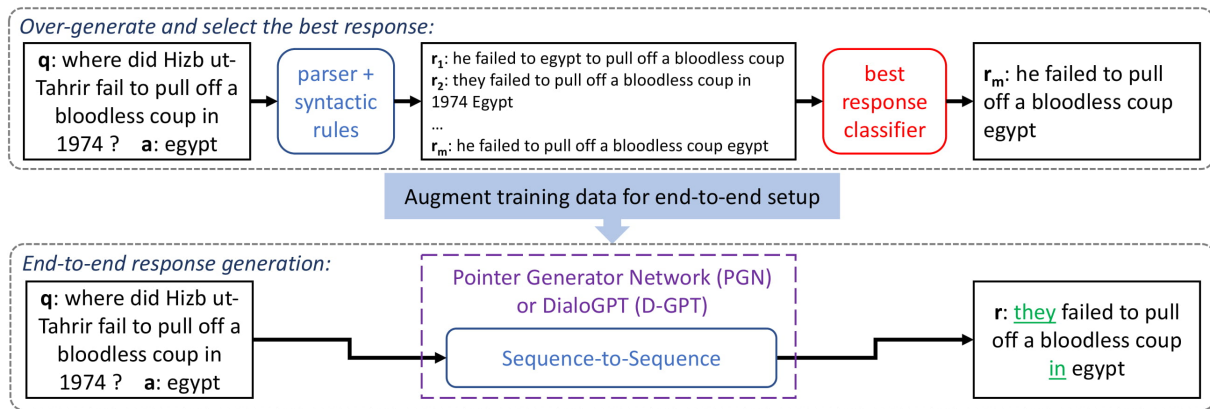 Over-generate and select the best response:
q: where did Hizb ut-
Tahrir fail to pull off a
bloodless coup in
1974 ? a: egypt
parser +
syntactic
rules
r1: he failed to egypt to pull off a bloodless coup
r2: they failed to pull off a bloodless coup in
1974 Egypt
...
rm: he failed to pull off a bloodless coup egypt
best
response
classifier
rm: he failed to pull
off a bloodless coup
egypt
Augment training data for end-to-end setup
End-to-end response generation:
q: where did Hizb ut-
Tahrir fail to pull off a
bloodless coup in
1974 ? a: egypt
Pointer Generator Network (PGN)
or DialoGPT (D-GPT)
Sequence-to-Sequence
r: they failed to pull
off a bloodless coup
in egypt